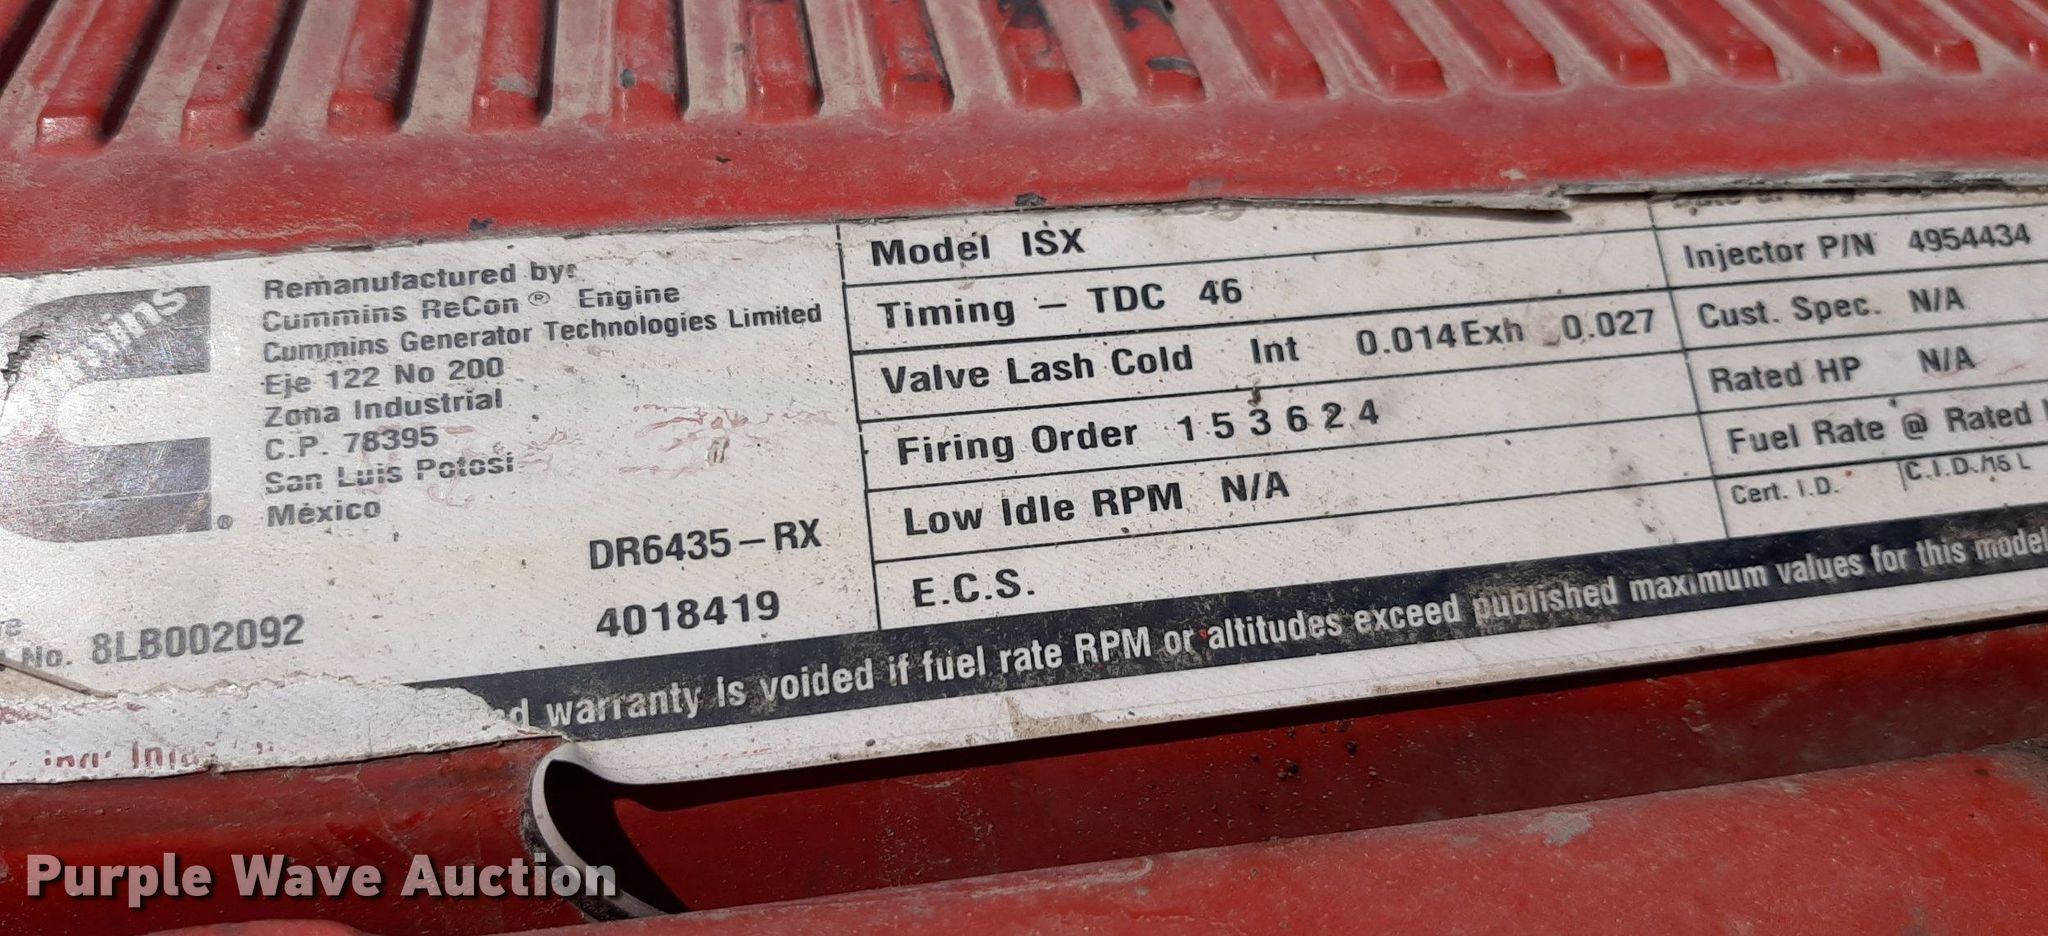 Remanufactured by:
Cummins ReCon® Engine
Cummins Generator Technologies Limited
Eje 122 No 200
Zona Industrial
C.P. 78395
San Luis Potosi
México
®
DR6435-RX
4018419
No. 8LB002092
Model ISX
Timing - TDC 46
Valve Lash Cold Int 0.014 Exh 0.027
Firing Order 1 5 3 6 2 4
Low Idle RPM N/A
E.C.S.
Injector P/N 4954434
Cust. Spec. N/A
Rated HP N/A
Fuel Rate @ Rated
Cert. I.D. C.I.D./15 L
warranty is voided if fuel rate RPM or altitudes exceed published maximum values for this model
Purple Wave Auction